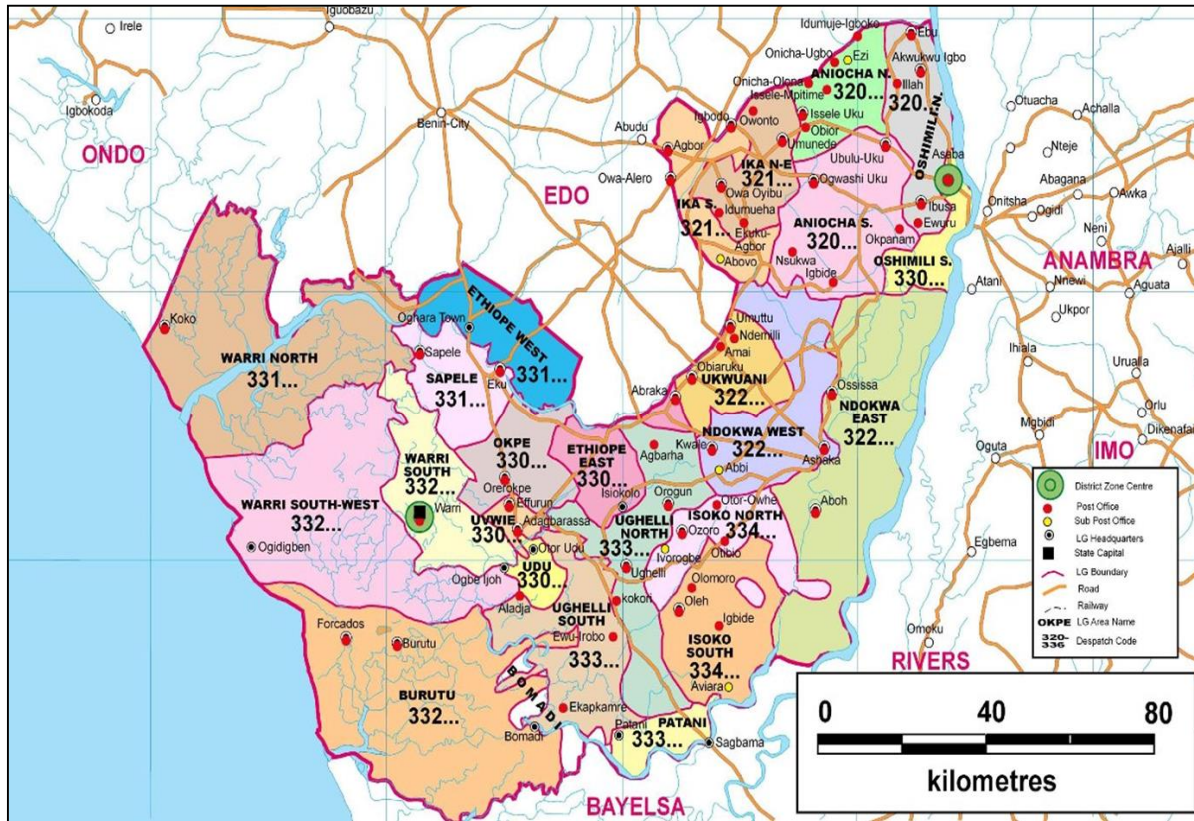 Irele
Iguobazu
Igbokoda
Benin-City
ONDO
EDO
Abudu
Idumuje-Igboko
Ebu
Onicha-Ugbo
Ezi
Akwukwu Igbo
ANIOCHA N.
320...
Onicha-Olona
Illah
320...
OSHIMILI N.
Issele-Mpitime
Issele Uku
Igbodo
Owonto
Obior
Umunede
Agbor
Ubulu-Uku
Asaba
IKA N-E
321...
Owa-Alero
Owa Oyibu
Ogwashi Uku
IKA S.
321...
Idumueha
Ibusa
Ewuru
Ekuku-
Agbor
ANIOCHA S.
320...
Okpanam
Abovo
Nsukwa
Igbide
OSHIMILI S.
330...
Otuacha
Achalla
Nteje
Abagana
Awka
Onitsha
Ogidi
Neni
Ajalli
ANAMBRA
Atani
Nnewi
Aguata
Ukpor
Ihiala
Urualla
Orlu
Mgbidi
Dikenafai
Oguta
IMO
Egbema
Omoku
RIVERS
Koko
WARRI NORTH
331...
Oghara Town
ETHIOPE WEST
331...
Sapele
SAPELE
331...
Eku
Umuttu
Ndemilli
Amai
Obiaruku
UKWUANI
322...
Abraka
Ossissa
NDOKWA
EAST
322...
NDOKWA WEST
322...
Kwale
Abbi
Ashaka
Aboh
OKPE
330...
ETHIOPE
EAST
330...
Agbarha
Isiokolo
Orogun
Otor-Owhe
WARRI
SOUTH
332...
Warri
Orerokpe
Effurun
UVWIE
330...
Adagbarassa
WARRI SOUTH-WEST
332...
Ogidigben
Otor Udu
Ogbe Ijoh
UDU
330...
Aladja
UGHELLI
NORTH
333...
Ughelli
ISOKO NORTH
334...
Ozoro
Ivorogbe
Otibio
Olomoro
Oleh
kokori
UGHELLI
SOUTH
333...
Ewu-Irobo
Igbide
ISOKO
SOUTH
334...
Aviara
Forcados
Burutu
BURUTU
332...
BOMADI
Bomadi
Ekapkamre
Patani
PATANI
333...
Sagbama
BAYELSA
District Zone Centre
Post Office
Sub Post Office
LG Headquarters
State Capital
LG Boundary
Road
Railway
OKPE LG Area Name
320-
336 Despatch Code
0 40 80
kilometres